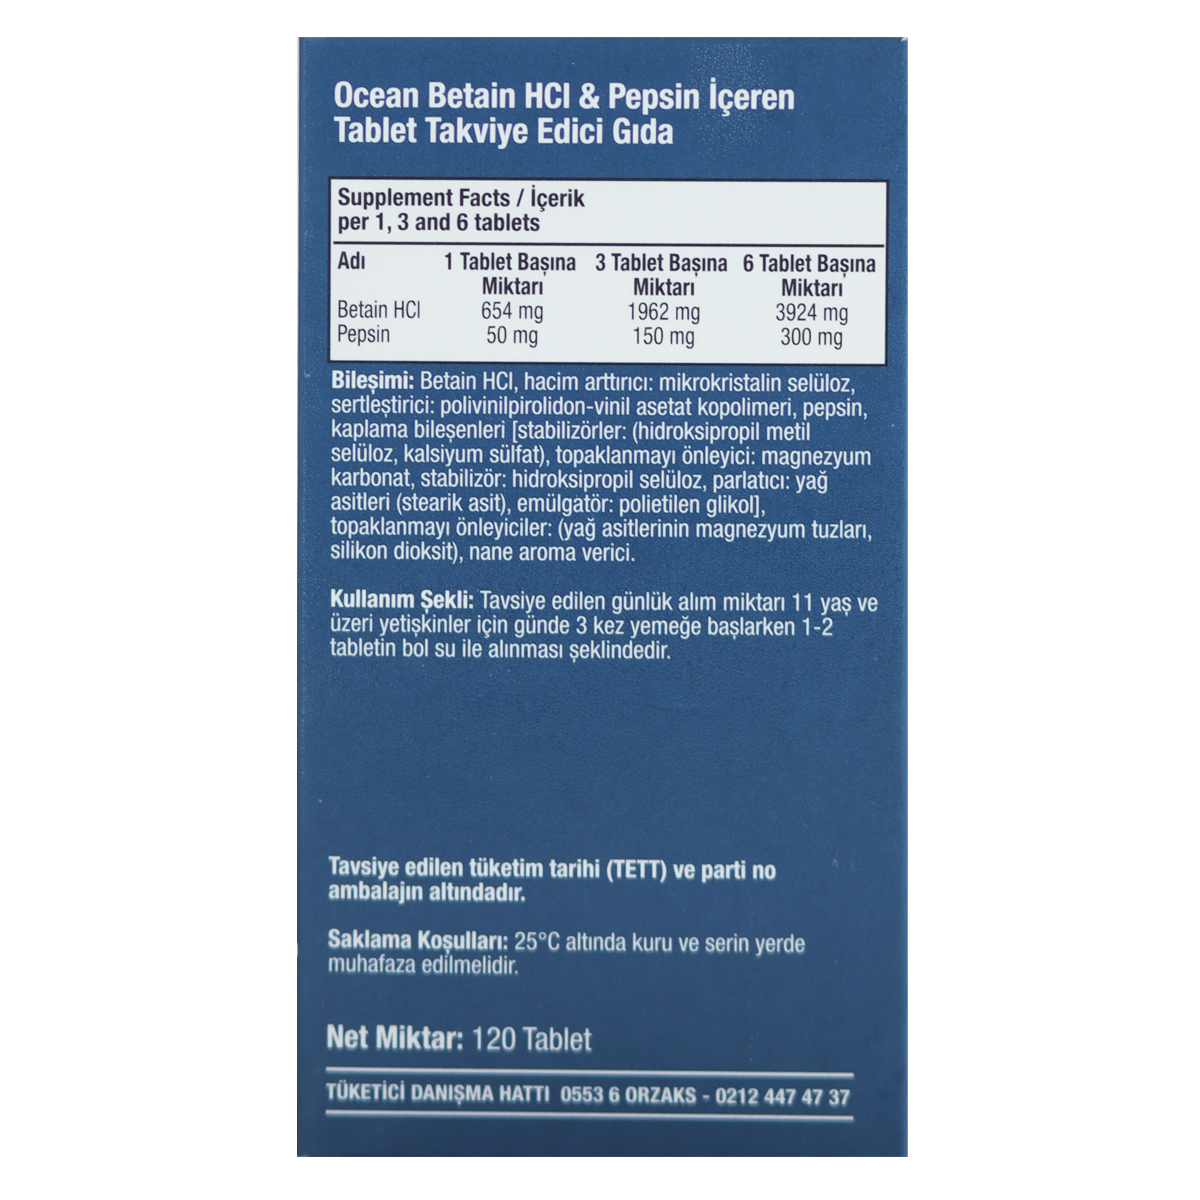 Ocean Betain HCl & Pepsin İçeren
Tablet Takviye Edici Gıda
Supplement Facts / İçerik
per 1, 3 and 6 tablets
Adı 1 Tablet Başına 3 Tablet Başına 6 Tablet Başına
Miktarı Miktarı Miktarı
Betain HCl 654 mg 1962 mg 3924 mg
Pepsin 50 mg 150 mg 300 mg
Bileşimi: Betain HCl, hacim arttırıcı: mikrokristalin selüloz,
sertleştirici: polivinilpirolidon-vinil asetat kopolimeri, pepsin,
kaplama bileşenleri [stabilizörler: (hidroksipropil metil
selüloz, kalsiyum sülfat), topaklanmayı önleyici: magnezyum
karbonat, stabilizör: hidroksipropil selüloz, parlatıcı: yağ
asitleri (stearik asit), emülgatör: polietilen glikol],
topaklanmayı önleyiciler: (yağ asitlerinin magnezyum tuzları,
silikon dioksit), nane aroma verici.
Kullanım Şekli: Tavsiye edilen günlük alım miktarı 11 yaş ve
üzeri yetişkinler için günde 3 kez yemeğe başlarken 1-2
tabletin bol su ile alınması şeklindedir.
Tavsiye edilen tüketim tarihi (TETT) ve parti no
ambalajın altındadır.
Saklama Koşulları: 25°C altında kuru ve serin yerde
muhafaza edilmelidir.
Net Miktar: 120 Tablet
TÜKETİCİ DANIŞMA HATTI 0553 6 ORZAKS - 0212 447 47 37